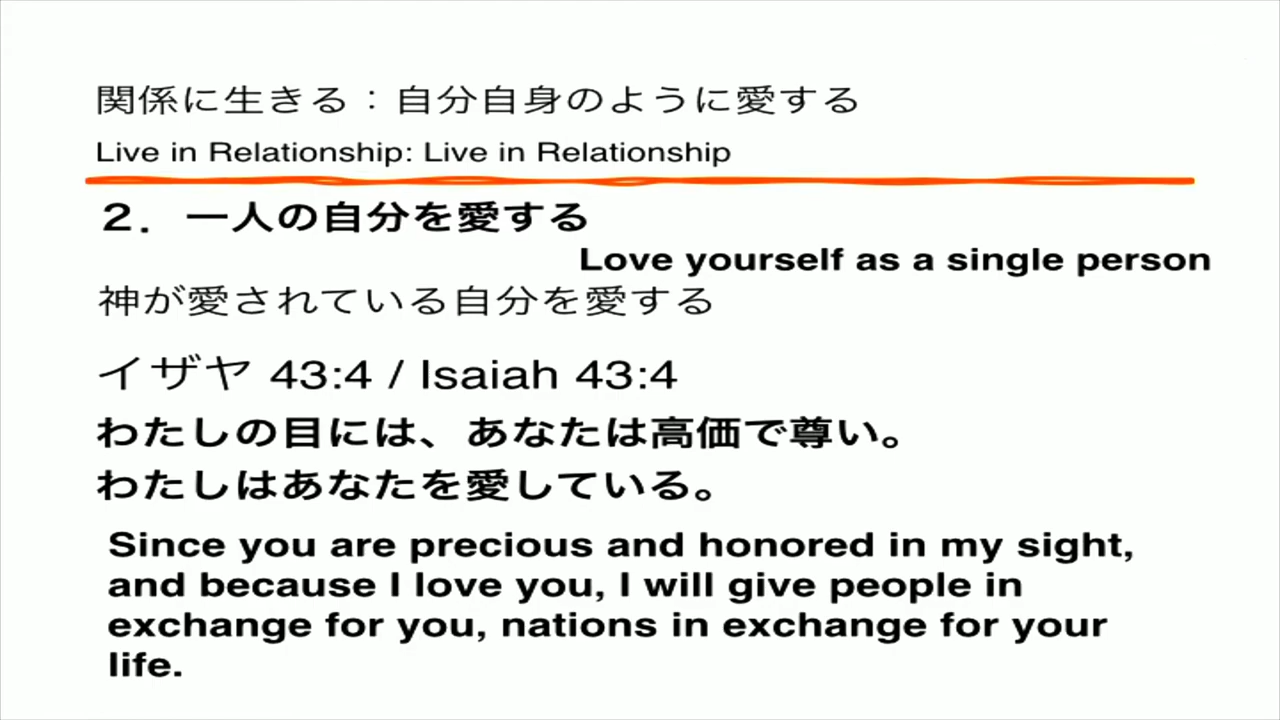 関係に生きる：自分自身のように愛する
Live in Relationship: Live in Relationship
２．一人の自分を愛する
Love yourself as a single person
神が愛されている自分を愛する
イザヤ 43:4 / Isaiah 43:4
わたしの目には、あなたは高価で尊い。
わたしはあなたを愛している。
Since you are precious and honored in my sight,
and because I love you, I will give people in
exchange for you, nations in exchange for your
life.